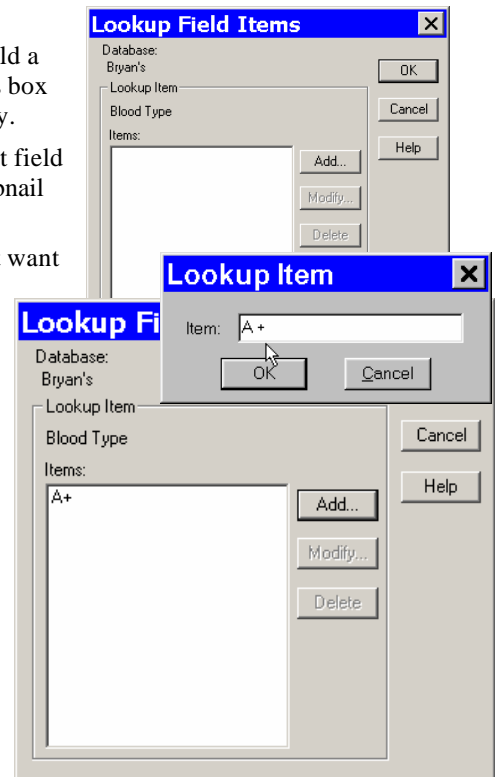 ld a
box
y.
t field
nail
want
Lookup Field Items
Database:
Bryan's
OK
Lookup Item
Blood Type
Cancel
Items:
Help
Add...
Modify...
Delete
Lookup Item
Item: A +
OK Cancel
Lookup Fi
Database:
Bryan's
Lookup Item
Blood Type
Cancel
Items:
Help
A+
Add...
Modify...
Delete